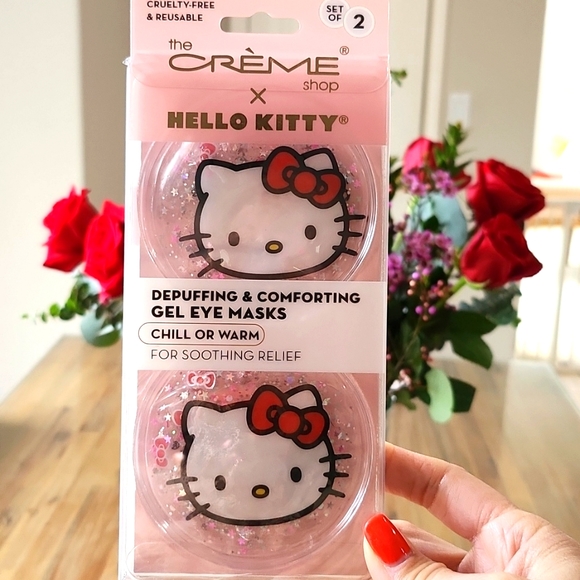 CRUELTY-FREE
& REUSABLE
SET
OF 2
the
CRÈME®
shop
×
HELLO KITTY®
DEPUFFING & COMFORTING
GEL EYE MASKS
CHILL OR WARM
FOR SOOTHING RELIEF